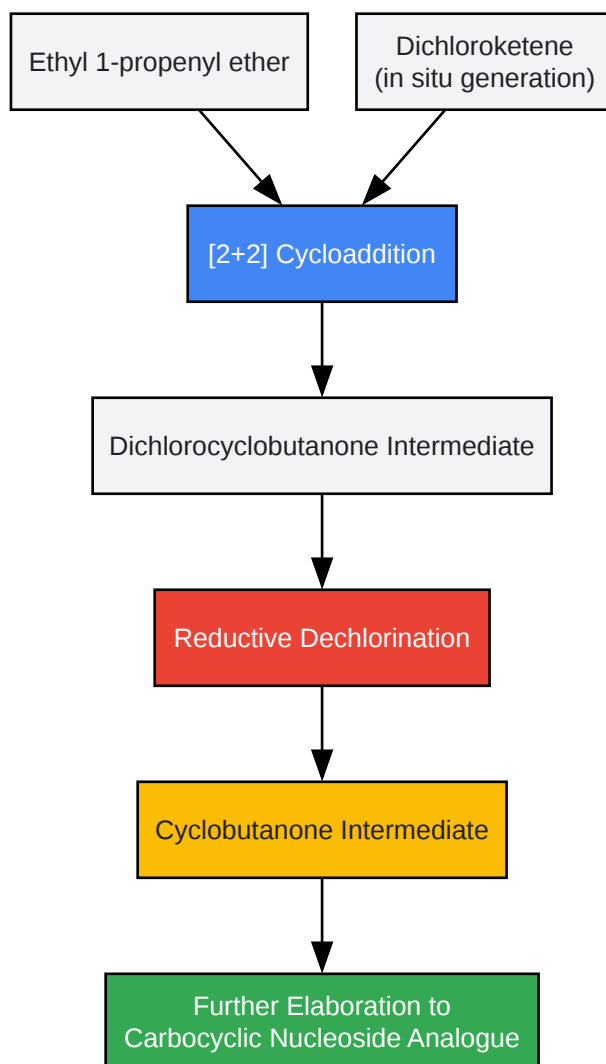 Ethyl 1-propenyl ether
Dichloroketene
(in situ generation)
[2+2] Cycloaddition
Dichlorocyclobutanone Intermediate
Reductive Dechlorination
Cyclobutanone Intermediate
Further Elaboration to
Carbocyclic Nucleoside Analogue